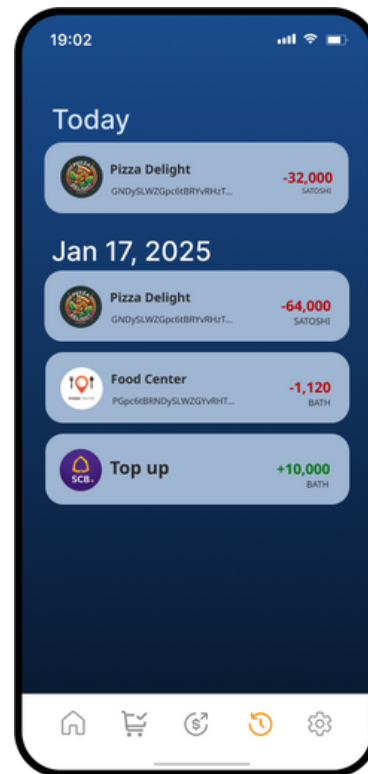 19:02
Today
Pizza Delight
-32,000
GNDySLWZGpc6tBRYvRHzT...
SATOSHI
Jan 17, 2025
Pizza Delight
-64,000
GNDySLWZGpc6tBRYvRHzT...
SATOSHI
Food Center
-1,120
PGpc6tBRNDySLWZGYvRHT...
BATH
SCB
Top up
+10,000
BATH